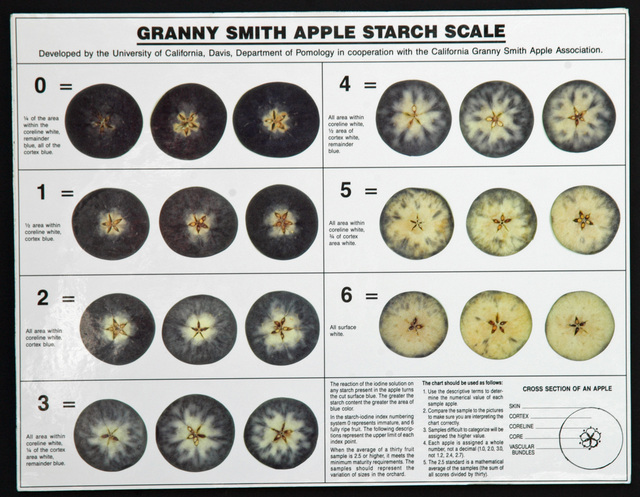 GRANNY SMITH APPLE STARCH SCALE
Developed by the University of California, Davis, Department of Pomology in cooperation with the California Granny Smith Apple Association.
0 =
¼ of the area
within the
coreline white,
remainder
blue, all of the
cortex blue.
1 =
½ area within
coreline white,
cortex blue.
2 =
All area within
coreline white;
cortex blue.
3 =
All area within
coreline white;
¼ of the cortex
area white,
remainder blue.
4 =
All area within
coreline white,
½ area of
cortex white,
remainder
blue.
5 =
All area within
coreline white,
¾ of cortex
area white.
6 =
All surface
white.
The reaction of the iodine solution on
any starch present in the apple turns
the cut surface blue. The greater the
starch content the greater the area of
blue color.
In the starch-iodine index numbering
system 0 represents immature, and 6
fully ripe fruit. The following descrip-
tions represent the upper limit of each
index point.
When the average of a thirty fruit
sample is 2.5 or higher, it meets the
minimum maturity requirements. The
samples should represent the
variation of sizes in the orchard.
The chart should be used as follows:
1. Use the descriptive terms to deter-
mine the numerical value of each
sample apple.
2. Compare the sample to the pictures
to make sure you are interpreting the
chart correctly.
3. Samples difficult to categorize will be
assigned the higher value.
4. Each apple is assigned a whole
number, not a decimal (1.0, 2.0, 3.0,
not 1.2, 2.4, 2.7).
5. The 2.5 standard is a mathematical
average of the samples (the sum of
all scores divided by thirty).
CROSS SECTION OF AN APPLE
SKIN
CORTEX
CORELINE
CORE
VASCULAR
BUNDLES